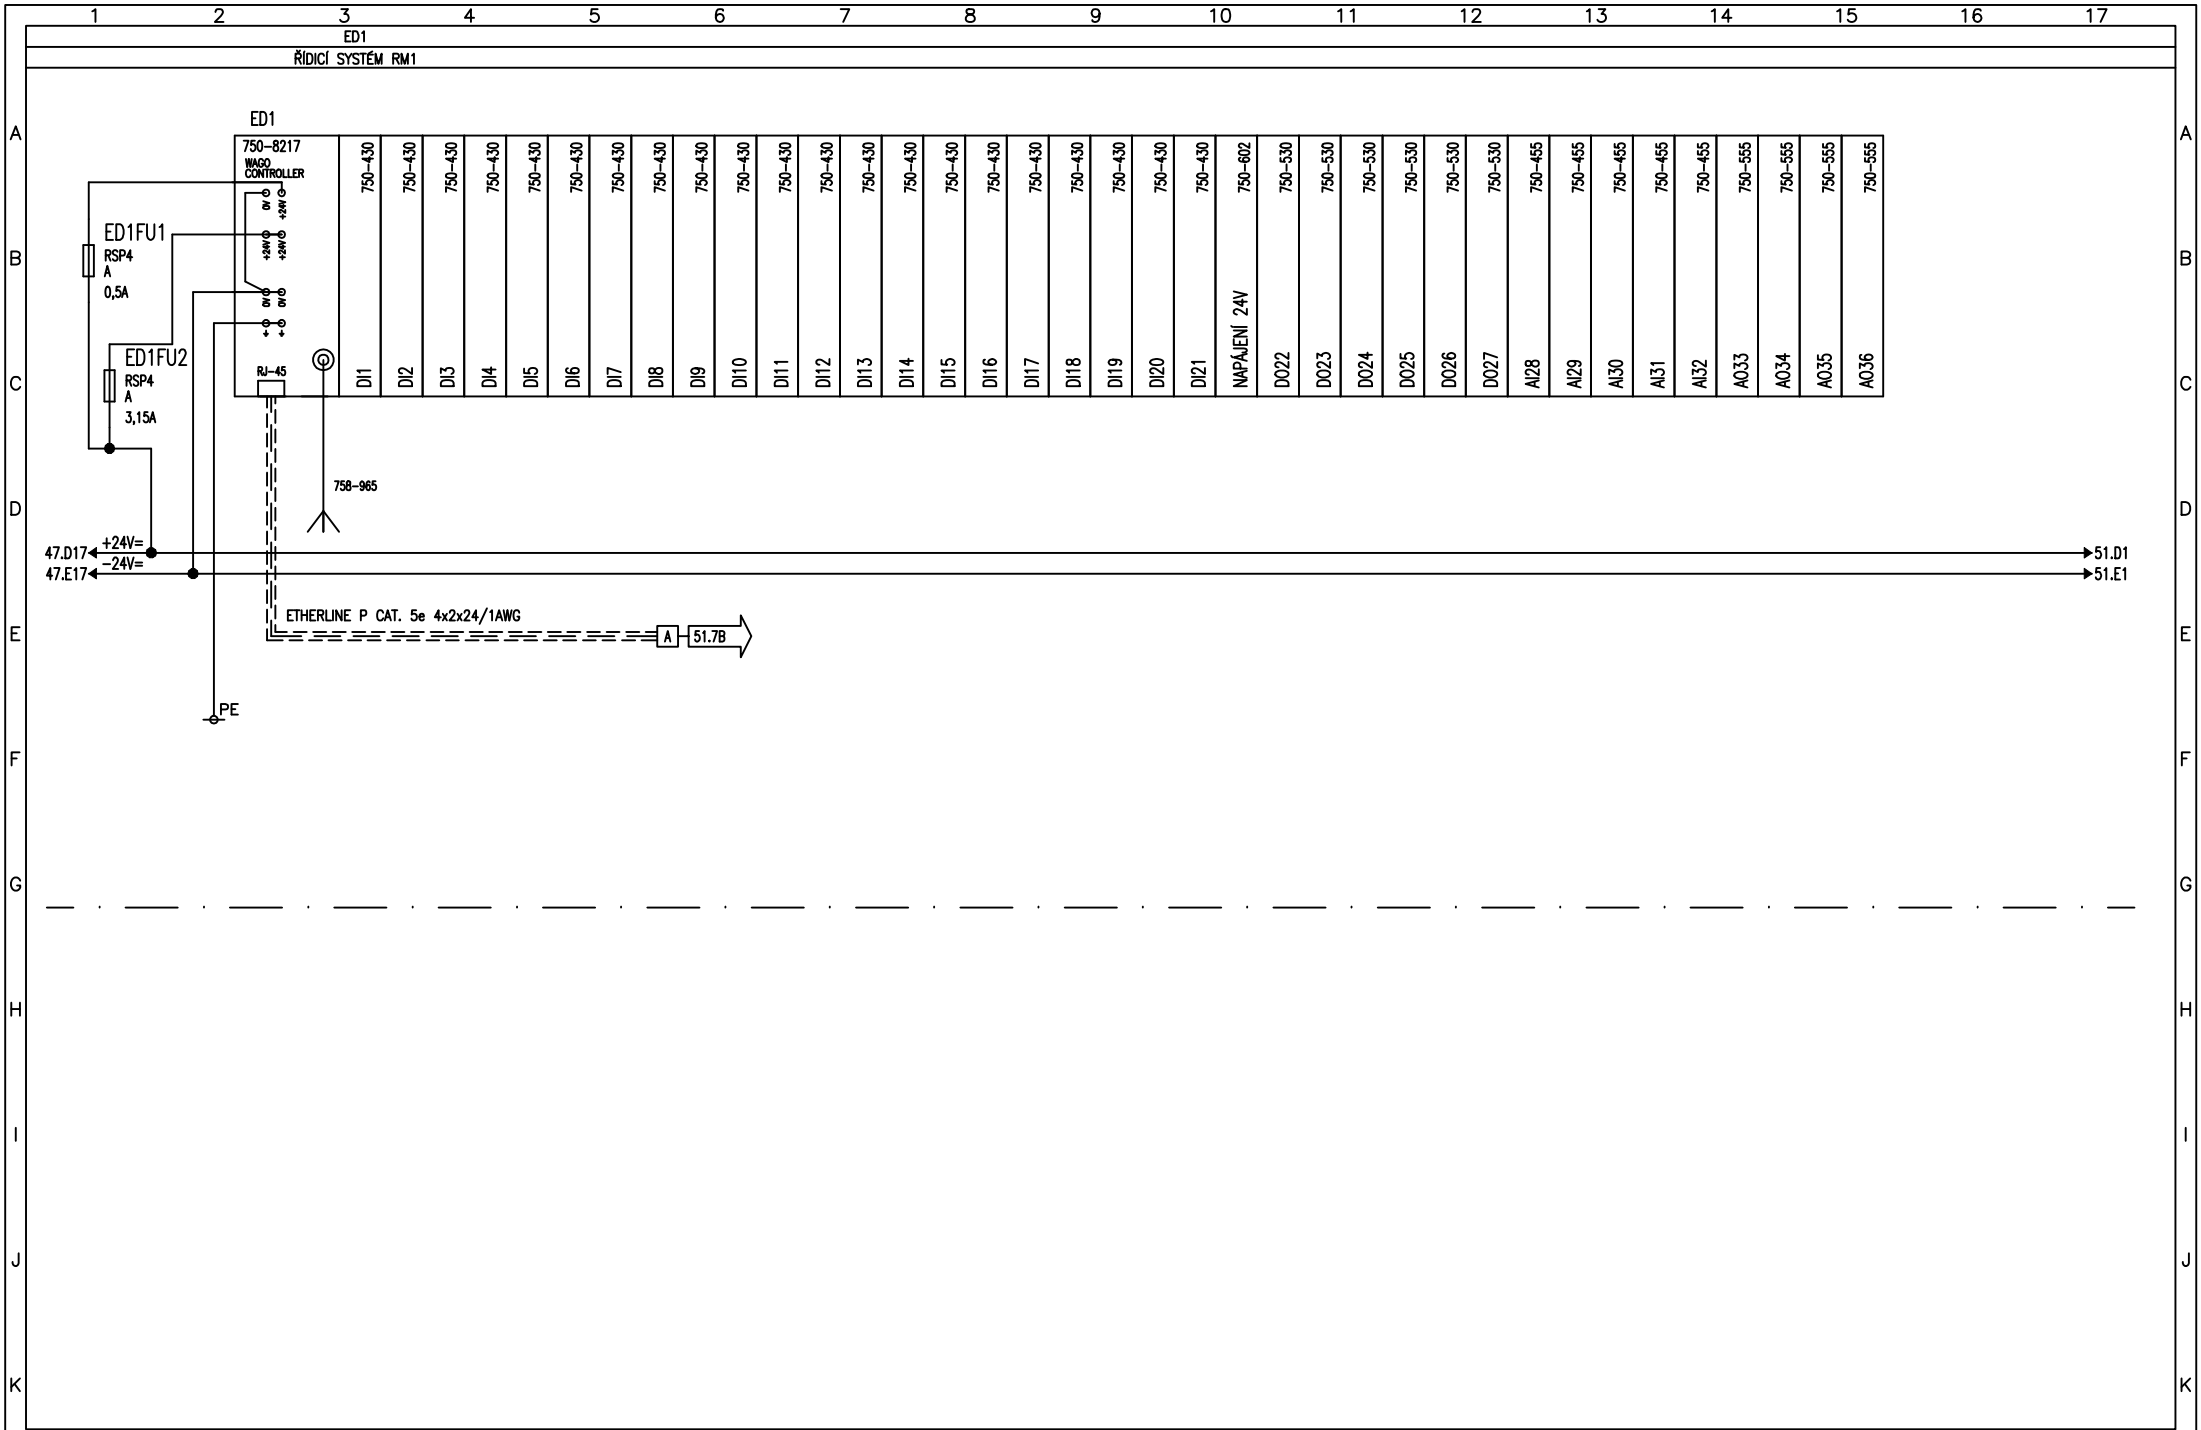 1 2 3 4 5 6 7 8 9 10 11 12 13 14 15 16 17
ED1
ŘÍDICÍ SYSTÉM RM1
A A
ED1
750-8217
WAGO
CONTROLLER
0V +24V
+24V +24V
0V 0V
RJ-45
750-430 750-430 750-430 750-430 750-430 750-430 750-430 750-430 750-430 750-430 750-430 750-430 750-430 750-430 750-430 750-430 750-430 750-430 750-430 750-430 750-430 750-602 750-530 750-530 750-530 750-530 750-530 750-530 750-455 750-455 750-455 750-455 750-455 750-555 750-555 750-555 750-555
DI1 DI2 DI3 DI4 DI5 DI6 DI7 DI8 DI9 DI10 DI11 DI12 DI13 DI14 DI15 DI16 DI17 DI18 DI19 DI20 DI21 NAPÁJENÍ 24V DO22 DO23 DO24 DO25 DO26 DO27 AI28 AI29 AI30 AI31 AI32 AO33 AO34 AO35 AO36
B B
ED1FU1
RSP4
A
0,5A
ED1FU2
RSP4
A
3,15A
C C
758-965
D D
47.D17 +24V= 51.D1
47.E17 -24V= 51.E1
ETHERLINE P CAT. 5e 4x2x24/1AWG
E A 51.7B E
PE
F F
G G
H H
I I
J J
K K